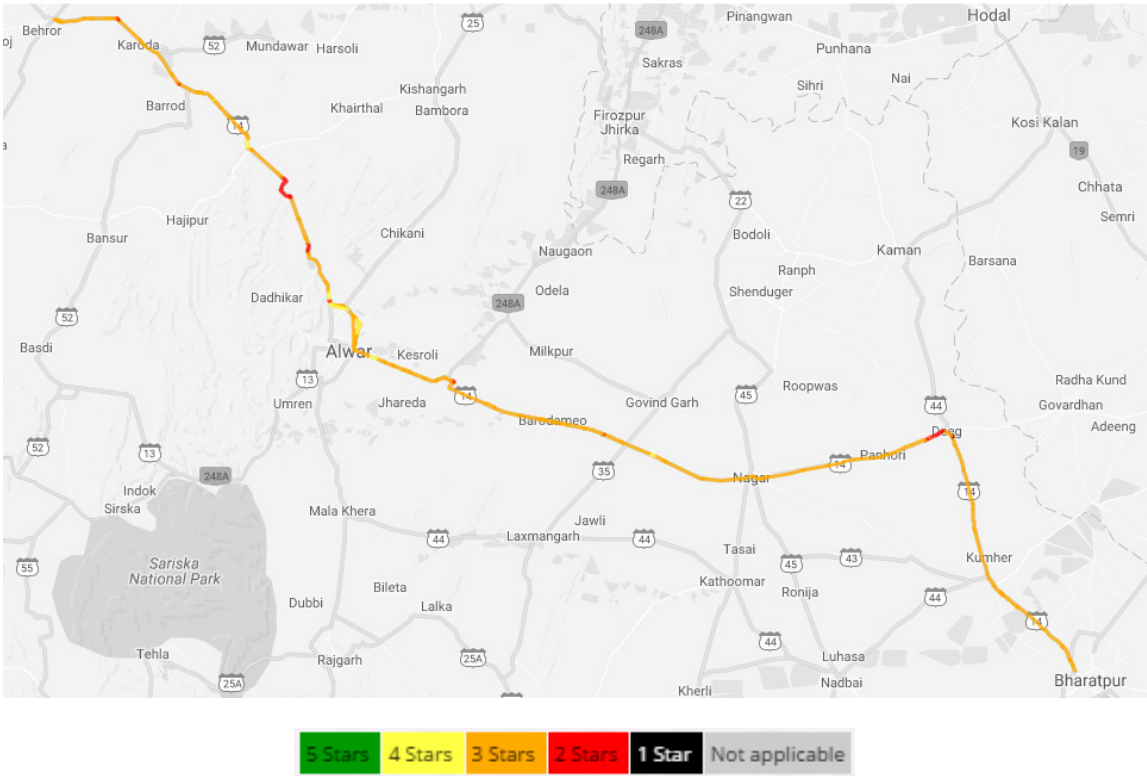 Pinangwan
Hodal
Behror
25
248A
oj
Karoda
52
Mundawar
Harsoli
Punhana
Sakras
Nai
Sihri
Kishangarh
Barrod
Khairthal
Bambora
Firozpur
Jhirka
Kosi Kalan
14
19
a
Regarh
248A
Chhata
22
Semri
Hajipur
Bansur
Chikani
Bodoli
Naugaon
Kaman
Barsana
Ranph
Dadhikar
Odela
Shenduger
248A
52
Basdi
Alwar
Kesroli
Milkpur
13
Roopwas
Radha Kund
Umren
Jhareda
14
Govind Garh
45
44
Govardhan
Barodameo
Adeeng
Deeg
52
13
Panhori
14
35
248A
Nagar
Indok
14
Sirska
Mala Khera
Jawli
44
Laxmangarh
44
Tasai
Kumher
43
Sariska
National Park
55
45
Kathoomar
Bileta
Ronija
44
Dubbi
Lalka
14
44
Tehla
Rajgarh
25A
Luhasa
25A
Nadbai
Bharatpur
Kherli
5 Stars 4 Stars 3 Stars 2 Stars 1 Star Not applicable